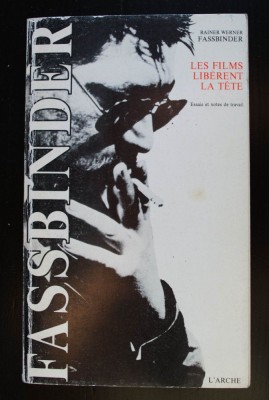 FASSBINDER
RAINER WERNER
FASSBINDER
LES FILMS
LIBÈRENT
LA TÊTE
Essais et notes de travail
L'ARCHE